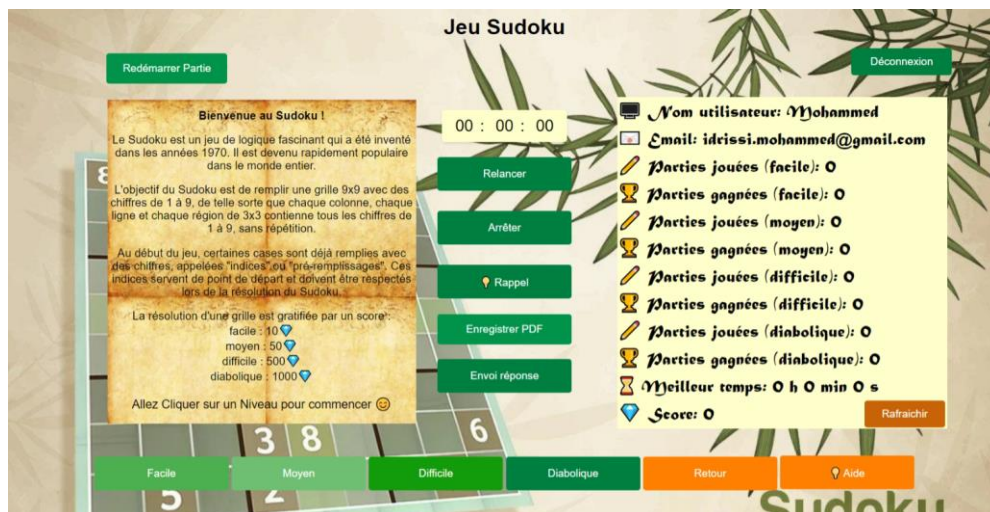 Jeu Sudoku
Redémarrer Partie
Déconnexion
Bienvenue au Sudoku !
Le Sudoku est un jeu de logique fascinant qui a été inventé
dans les années 1970. Il est devenu rapidement populaire
dans le monde entier.
L'objectif du Sudoku est de remplir une grille 9x9 avec des
chiffres de 1 à 9, de telle sorte que chaque colonne, chaque
ligne et chaque région de 3x3 contienne tous les chiffres de
1 à 9, sans répétition.
Au début du jeu, certaines cases sont déjà remplies avec
des chiffres, appelées "indices" ou "pré-remplissages". Ces
indices servent de point de départ et doivent être respectés
lors de la résolution du Sudoku.
La résolution d'une grille est gratifiée par un score :
facile : 10
moyen : 50
difficile : 500
diabolique : 1000
Allez Cliquer sur un Niveau pour commencer
00 : 00 : 00
Relancer
Arrêter
Rappel
Enregistrer PDF
Envoi réponse
Nom utilisateur: Mohammed
Email: idrissi.mohammed@gmail.com
Parties jouées (facile): 0
Parties gagnées (facile): 0
Parties jouées (moyen): 0
Parties gagnées (moyen): 0
Parties jouées (difficile): 0
Parties gagnées (difficile): 0
Parties jouées (diabolique): 0
Parties gagnées (diabolique): 0
Meilleur temps: 0 h 0 min 0 s
Score: 0
Rafraichir
8
3 8 6
Facile
Moyen
Difficile
Diabolique
Retour
Aide
5 2
Sudoku